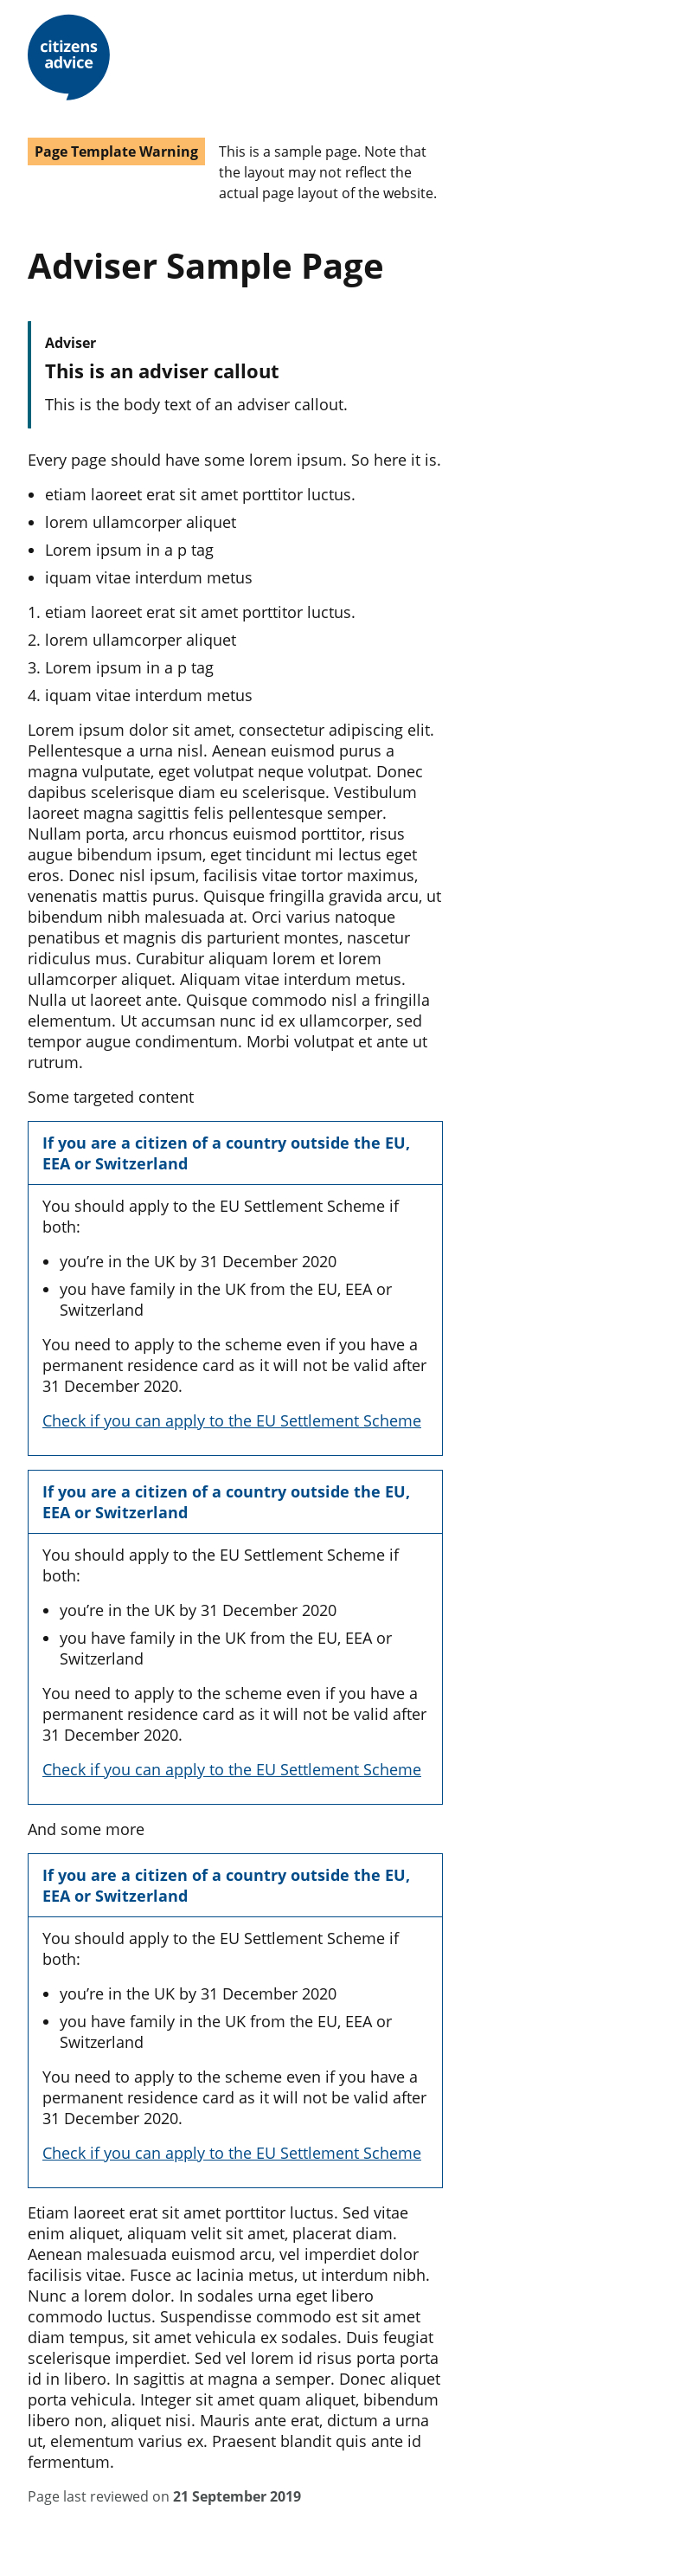 citizens
advice
Page Template Warning
This is a sample page. Note that
the layout may not reflect the
actual page layout of the website.
Adviser Sample Page
Adviser
This is an adviser callout
This is the body text of an adviser callout.
Every page should have some lorem ipsum. So here it is.
• etiam laoreet erat sit amet porttitor luctus.
• lorem ullamcorper aliquet
• Lorem ipsum in a p tag
• iquam vitae interdum metus
1. etiam laoreet erat sit amet porttitor luctus.
2. lorem ullamcorper aliquet
3. Lorem ipsum in a p tag
4. iquam vitae interdum metus
Lorem ipsum dolor sit amet, consectetur adipiscing elit.
Pellentesque a urna nisl. Aenean euismod purus a
magna vulputate, eget volutpat neque volutpat. Donec
dapibus scelerisque diam eu scelerisque. Vestibulum
laoreet magna sagittis felis pellentesque semper.
Nullam porta, arcu rhoncus euismod porttitor, risus
augue bibendum ipsum, eget tincidunt mi lectus eget
eros. Donec nisl ipsum, facilisis vitae tortor maximus,
venenatis mattis purus. Quisque fringilla gravida arcu, ut
bibendum nibh malesuada at. Orci varius natoque
penatibus et magnis dis parturient montes, nascetur
ridiculus mus. Curabitur aliquam lorem et lorem
ullamcorper aliquet. Aliquam vitae interdum metus.
Nulla ut laoreet ante. Quisque commodo nisl a fringilla
elementum. Ut accumsan nunc id ex ullamcorper, sed
tempor augue condimentum. Morbi volutpat et ante ut
rutrum.
Some targeted content
If you are a citizen of a country outside the EU,
EEA or Switzerland
You should apply to the EU Settlement Scheme if
both:
• you’re in the UK by 31 December 2020
• you have family in the UK from the EU, EEA or
Switzerland
You need to apply to the scheme even if you have a
permanent residence card as it will not be valid after
31 December 2020.
Check if you can apply to the EU Settlement Scheme
If you are a citizen of a country outside the EU,
EEA or Switzerland
You should apply to the EU Settlement Scheme if
both:
• you’re in the UK by 31 December 2020
• you have family in the UK from the EU, EEA or
Switzerland
You need to apply to the scheme even if you have a
permanent residence card as it will not be valid after
31 December 2020.
Check if you can apply to the EU Settlement Scheme
And some more
If you are a citizen of a country outside the EU,
EEA or Switzerland
You should apply to the EU Settlement Scheme if
both:
• you’re in the UK by 31 December 2020
• you have family in the UK from the EU, EEA or
Switzerland
You need to apply to the scheme even if you have a
permanent residence card as it will not be valid after
31 December 2020.
Check if you can apply to the EU Settlement Scheme
Etiam laoreet erat sit amet porttitor luctus. Sed vitae
enim aliquet, aliquam velit sit amet, placerat diam.
Aenean malesuada euismod arcu, vel imperdiet dolor
facilisis vitae. Fusce ac lacinia metus, ut interdum nibh.
Nunc a lorem dolor. In sodales urna eget libero
commodo luctus. Suspendisse commodo est sit amet
diam tempus, sit amet vehicula ex sodales. Duis feugiat
scelerisque imperdiet. Sed vel lorem id risus porta porta
id in libero. In sagittis at magna a semper. Donec aliquet
porta vehicula. Integer sit amet quam aliquet, bibendum
libero non, aliquet nisi. Mauris ante erat, dictum a urna
ut, elementum varius ex. Praesent blandit quis ante id
fermentum.
Page last reviewed on 21 September 2019